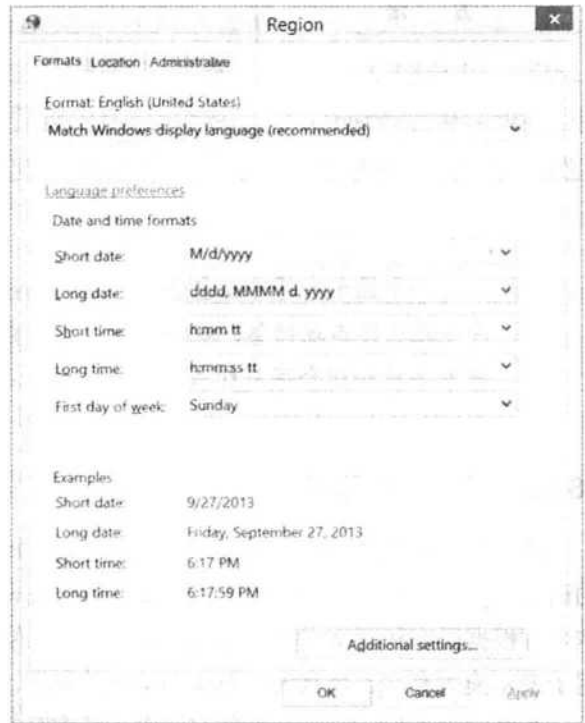 Region
Formats Location Administrative
Format: English (United States)
Match Windows display language (recommended)
Language preferences
Date and time formats
Short date: M/d/yyyy
Long date: dddd, MMMM d, yyyy
Short time: h:mm tt
Long time: h:mm:ss tt
First day of week: Sunday
Examples
Short date: 9/27/2013
Long date: Friday, September 27, 2013
Short time: 6:17 PM
Long time: 6:17:59 PM
Additional settings...
OK Cancel Apply